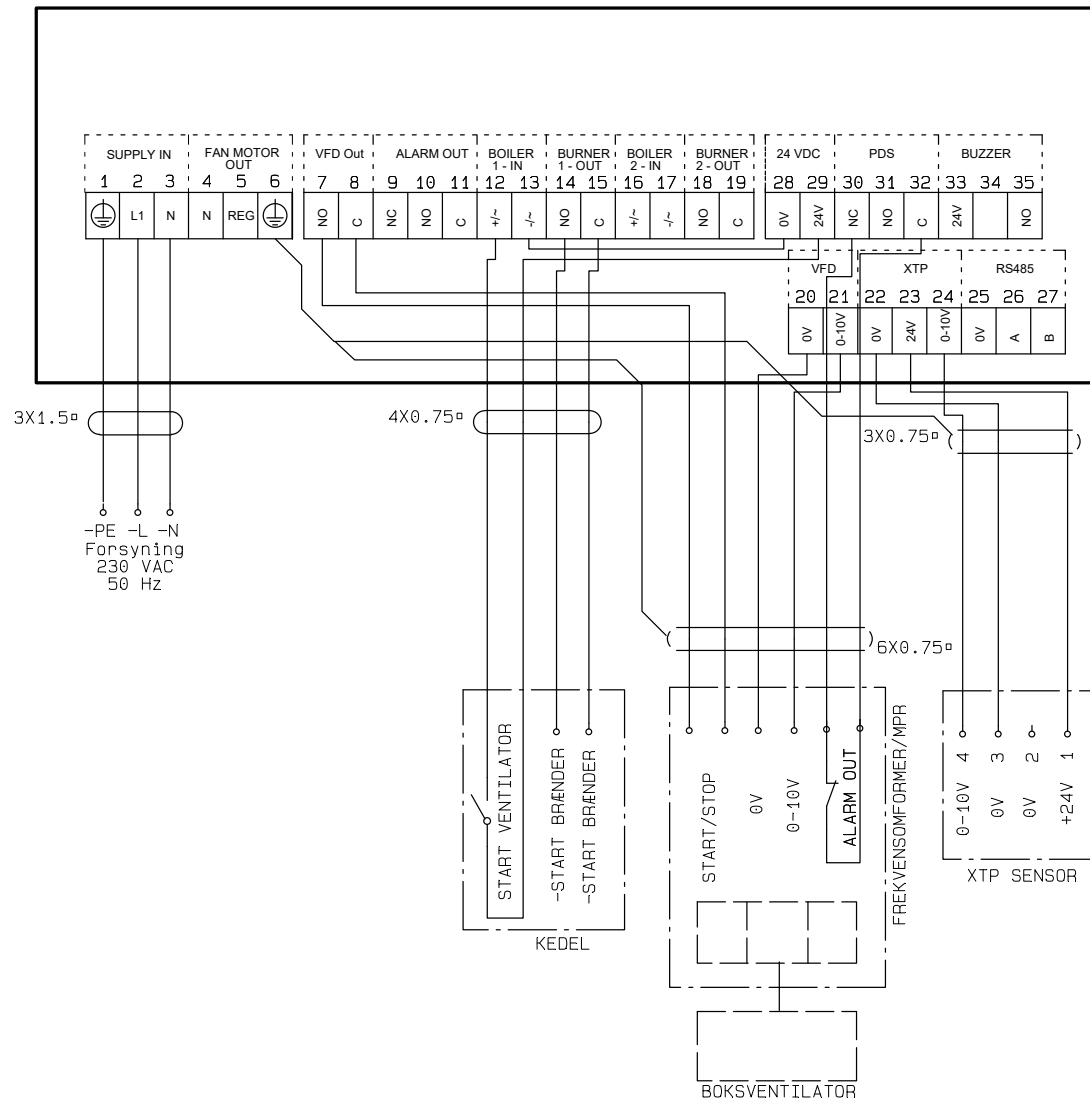 SUPPLY IN
FAN MOTOR
OUT
VFD Out
ALARM OUT
BOILER
1 - IN
BURNER
1 - OUT
BOILER
2 - IN
BURNER
2 - OUT
24 VDC
PDS
BUZZER
1 2 3 4 5 6 7 8 9 10 11 12 13 14 15 16 17 18 19 28 29 30 31 32 33 34 35
L1 N N REG NO C NC NO C +/~ -/~ NO C +/~ -/~ NO C 0V 24V NC NO C 24V NO
VFD XTP RS485
20 21 22 23 24 25 26 27
0V 0-10V 0V 24V 0-10V 0V A B
3X1.5▫
4X0.75▫
3X0.75▫
-PE -L -N
Forsyning
230 VAC
50 Hz
6X0.75▫
START VENTILATOR
-START BRÆNDER
-START BRÆNDER
KEDEL
START/STOP
0V
0-10V
ALARM OUT
FREKVENSOMFORMER/MPR
BOKSVENTILATOR
0-10V 4
0V 3
0V 2
+24V 1
XTP SENSOR